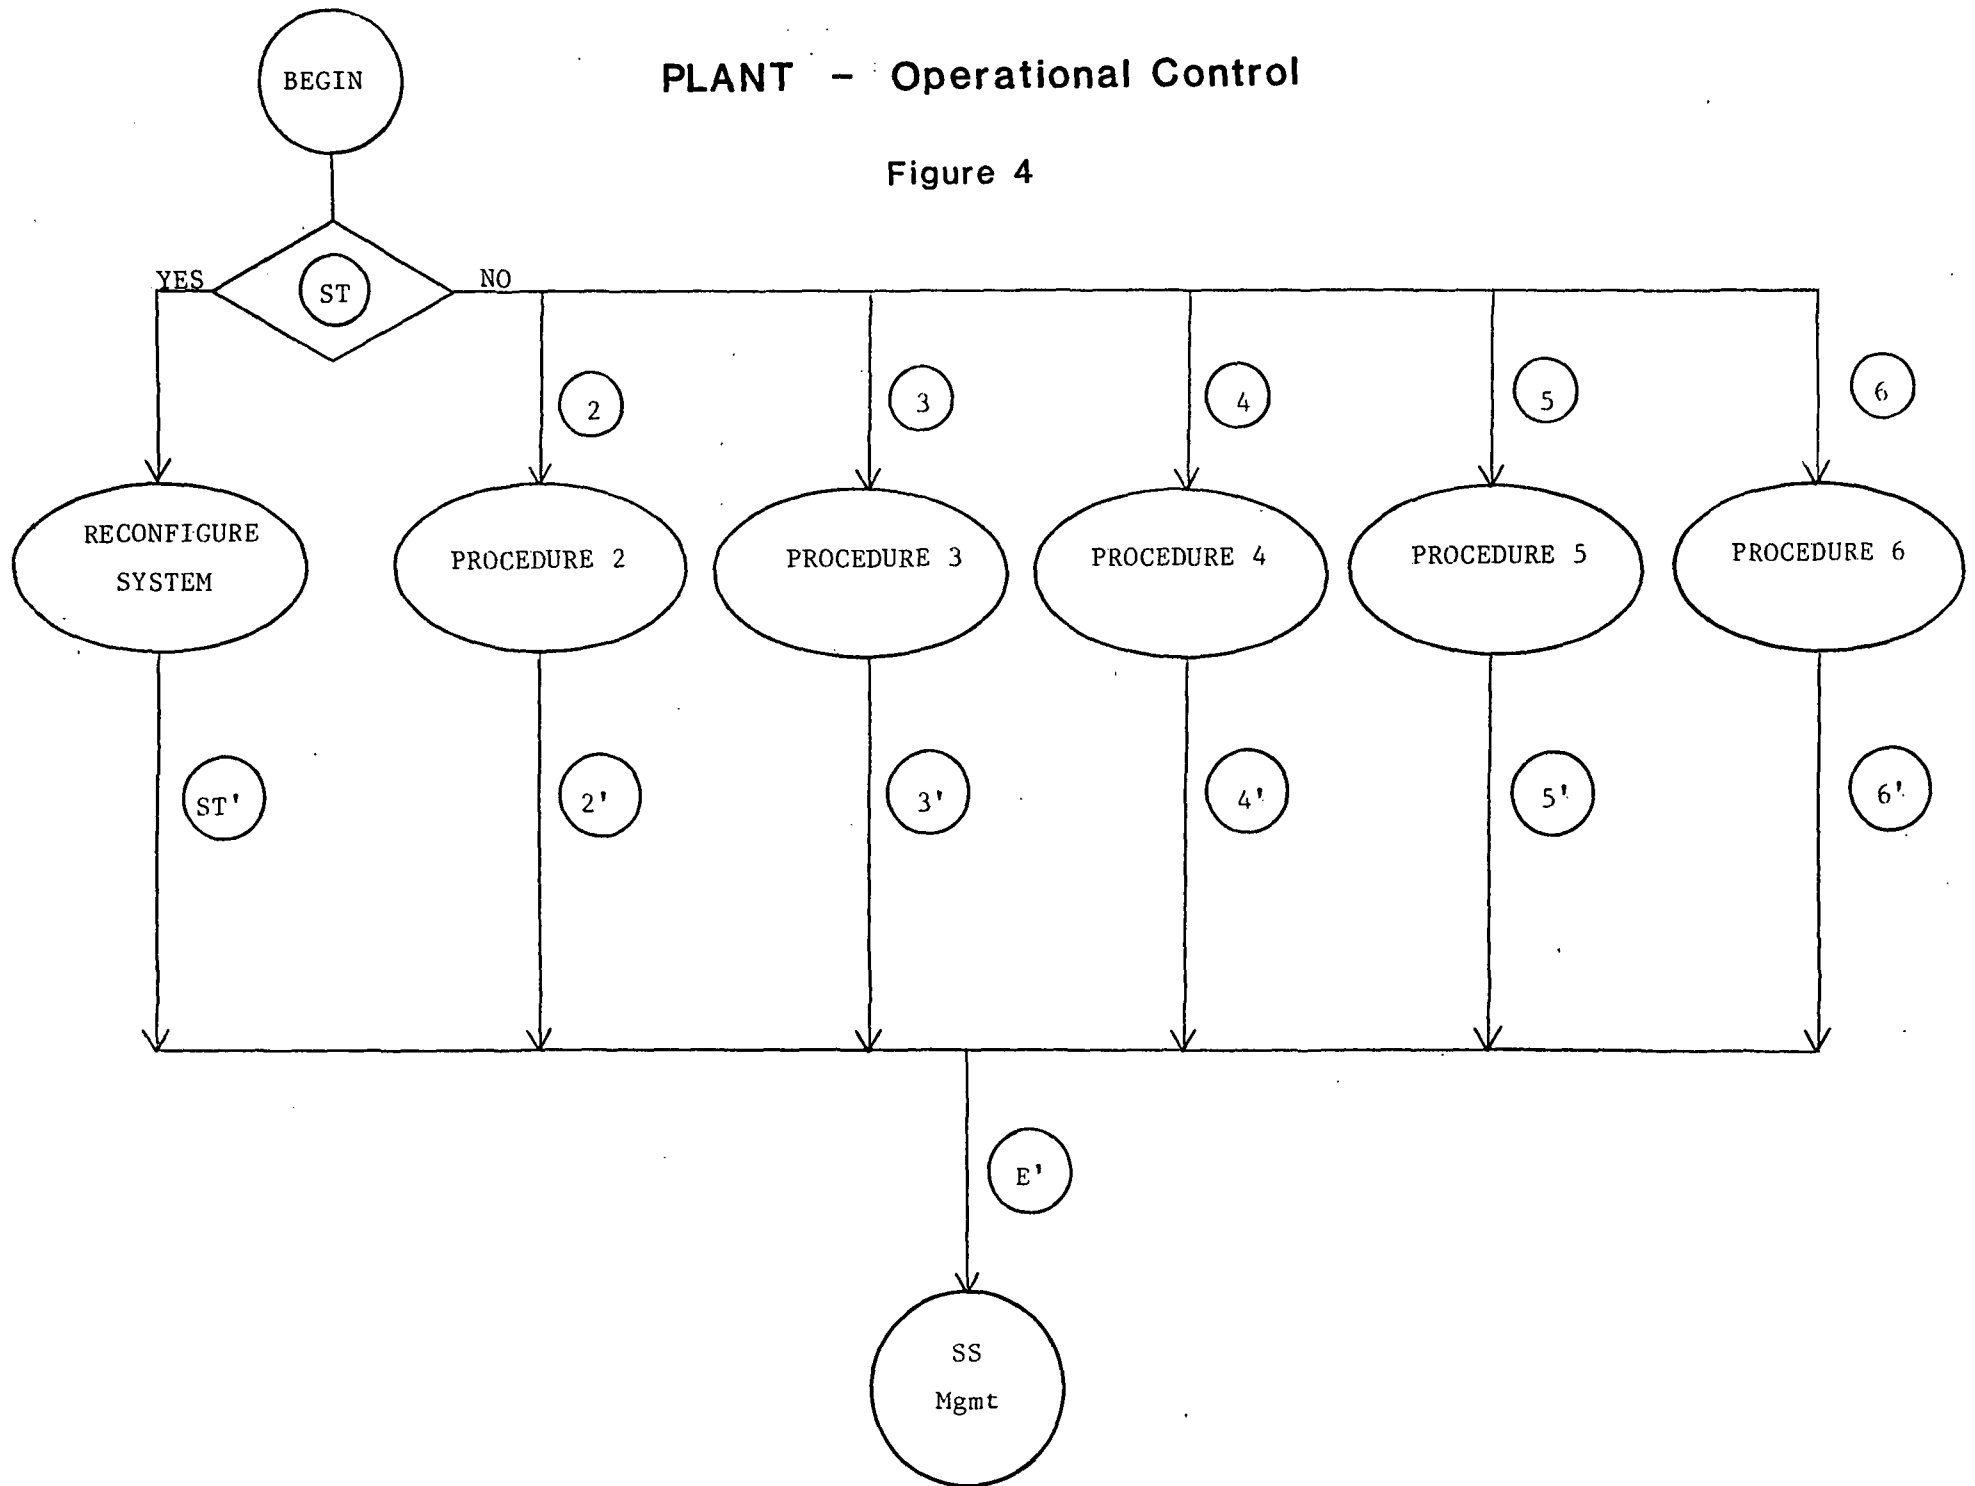 BEGIN
PLANT - Operational Control
Figure 4
YES
ST
NO
2
3
4
5
6
RECONFIGURE
SYSTEM
PROCEDURE 2
PROCEDURE 3
PROCEDURE 4
PROCEDURE 5
PROCEDURE 6
ST'
2'
3'
4'
5'
6'
E'
SS
Mgmt